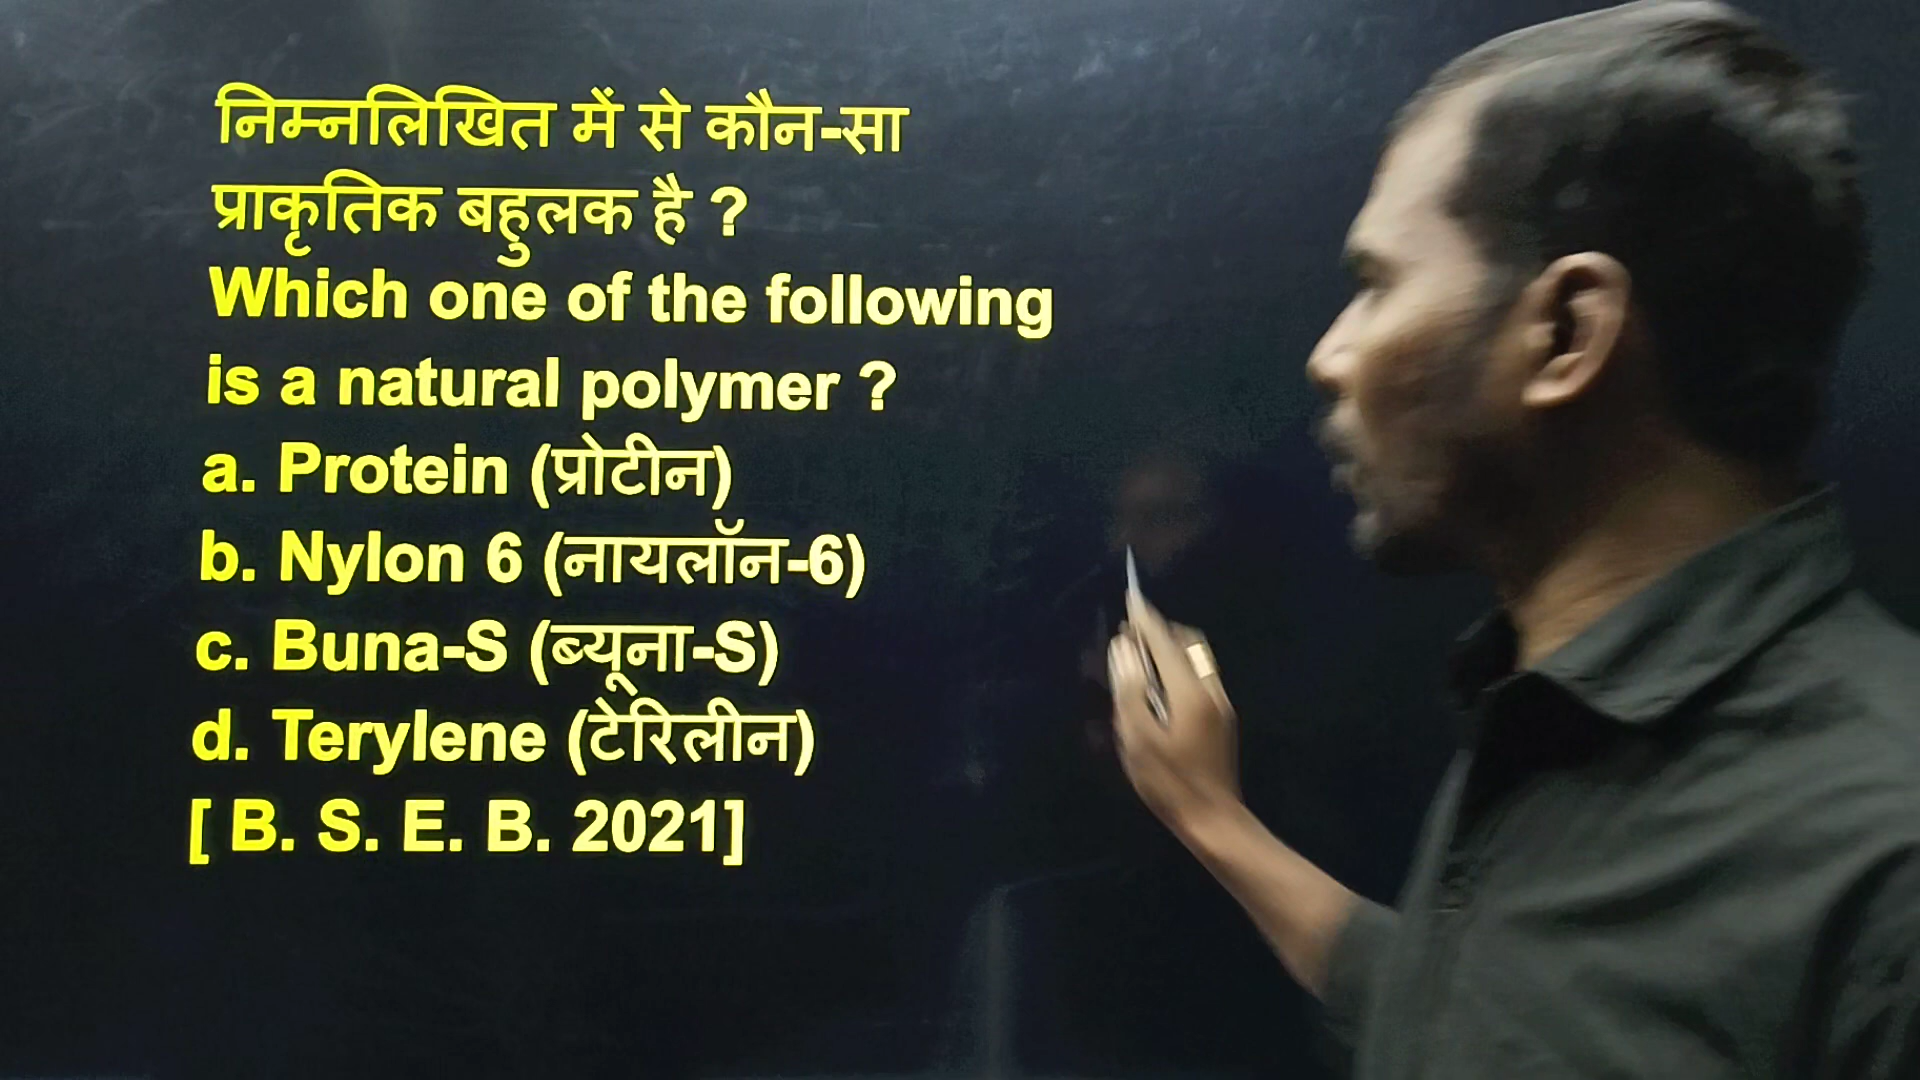 निम्नलिखित में से कौन-सा
प्राकृतिक बहुलक है ?
Which one of the following
is a natural polymer ?
a. Protein (प्रोटीन)
b. Nylon 6 (नायलॉन-6)
c. Buna-S (ब्यूना-S)
d. Terylene (टेरिलीन)
[ B. S. E. B. 2021]